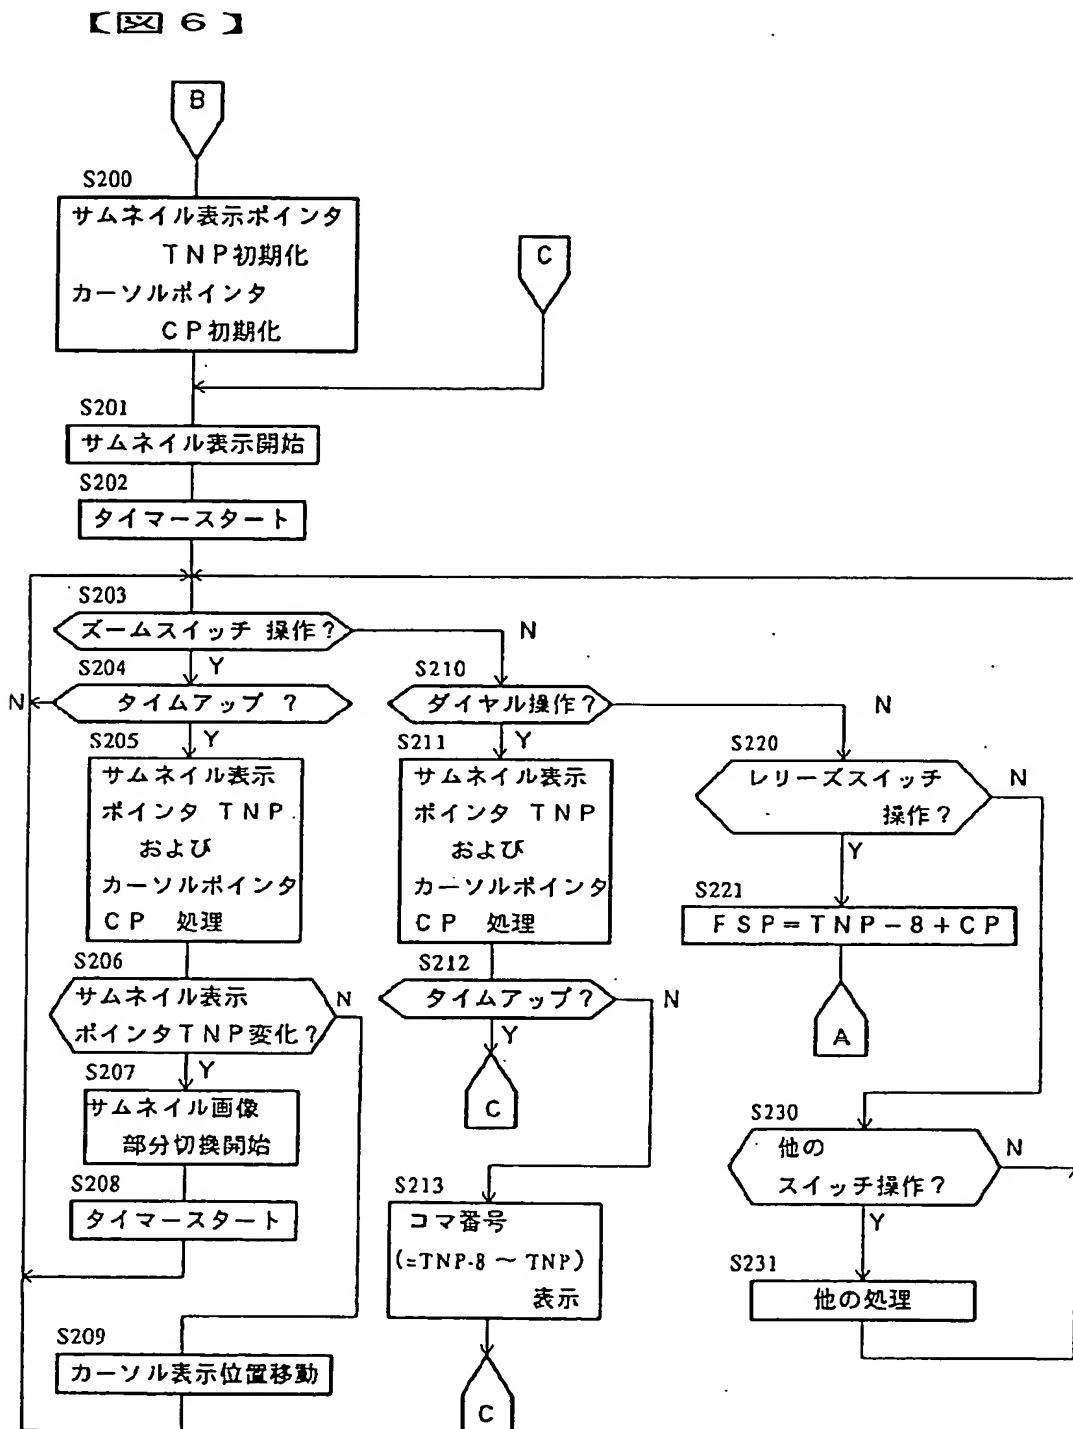 【図６】
B
S200
サムネイル表示ポインタ
TNP初期化
カーソルポインタ
CP初期化
C
S201
サムネイル表示開始
S202
タイマースタート
S203
ズームスイッチ 操作？
N
Y
S204
N
タイムアップ ？
S210
ダイヤル操作？
N
Y
S205
サムネイル表示
ポインタ TNP
および
カーソルポインタ
CP 処理
Y
S211
サムネイル表示
ポインタ TNP
および
カーソルポインタ
CP 処理
S220
レリーズスイッチ
操作？
N
Y
S221
FSP=TNP-8+CP
A
S206
サムネイル表示
ポインタTNP変化？
N
Y
S212
タイムアップ？
N
Y
C
S207
サムネイル画像
部分切換開始
S208
タイマースタート
S213
コマ番号
(=TNP-8 ～ TNP)
表示
C
S230
他の
スイッチ操作？
N
Y
S231
他の処理
S209
カーソル表示位置移動